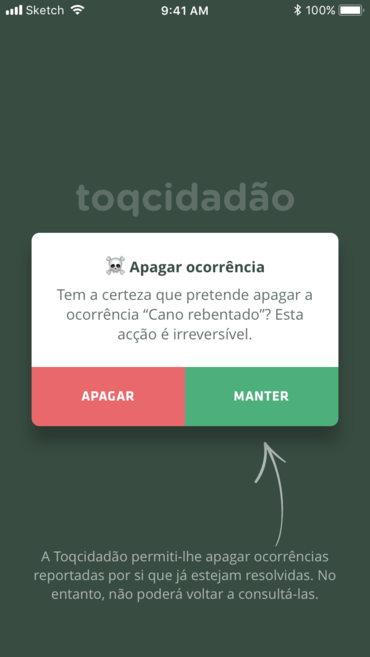 Sketch 9:41 AM 100%
toqcidadão
☠️ Apagar ocorrência
Tem a certeza que pretende apagar a
ocorrência “Cano rebentado”? Esta
acção é irreversível.
APAGAR MANTER
A Toqcidadão permiti-lhe apagar ocorrências
reportadas por si que já estejam resolvidas. No
entanto, não poderá voltar a consultá-las.